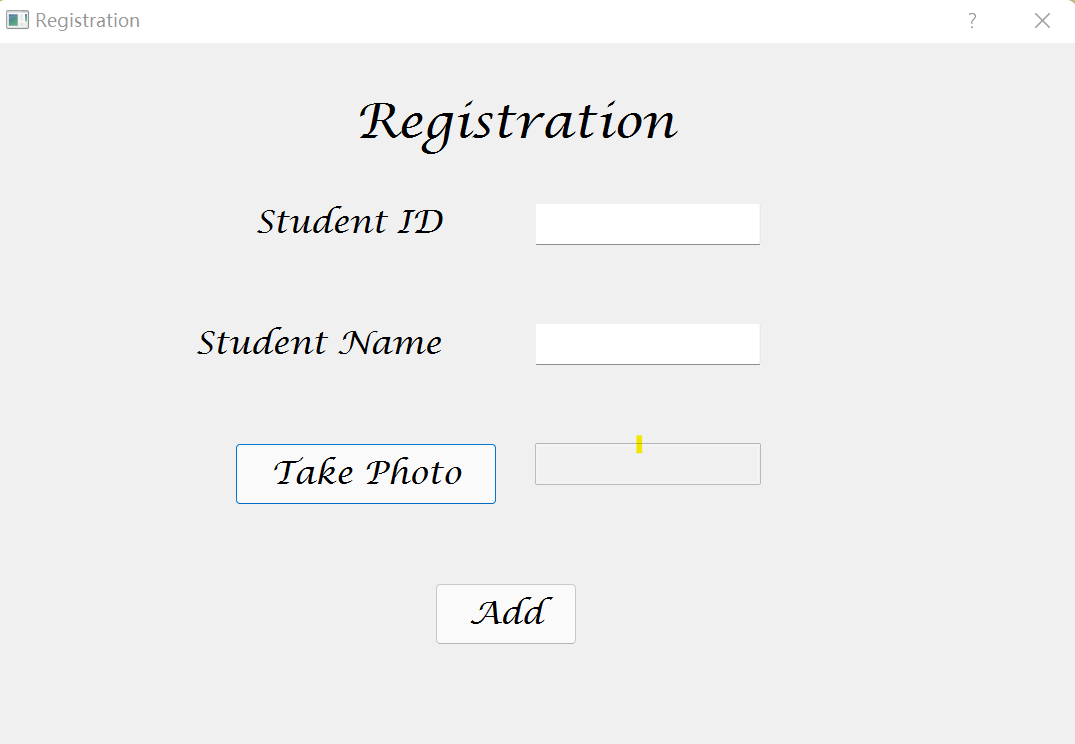 Registration
?
Registration
Student ID
Student Name
Take Photo
Add